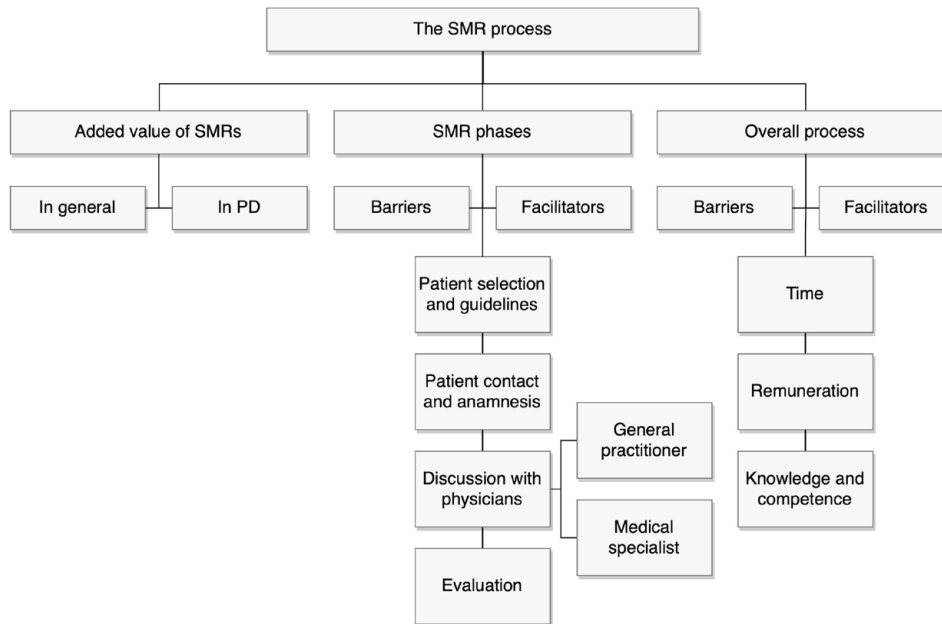 The SMR process
Added value of SMRs
SMR phases
Overall process
In general
In PD
Barriers
Facilitators
Barriers
Facilitators
Patient selection
and guidelines
Time
Patient contact
and anamnesis
Remuneration
General
practitioner
Discussion with
physicians
Knowledge and
competence
Medical
specialist
Evaluation